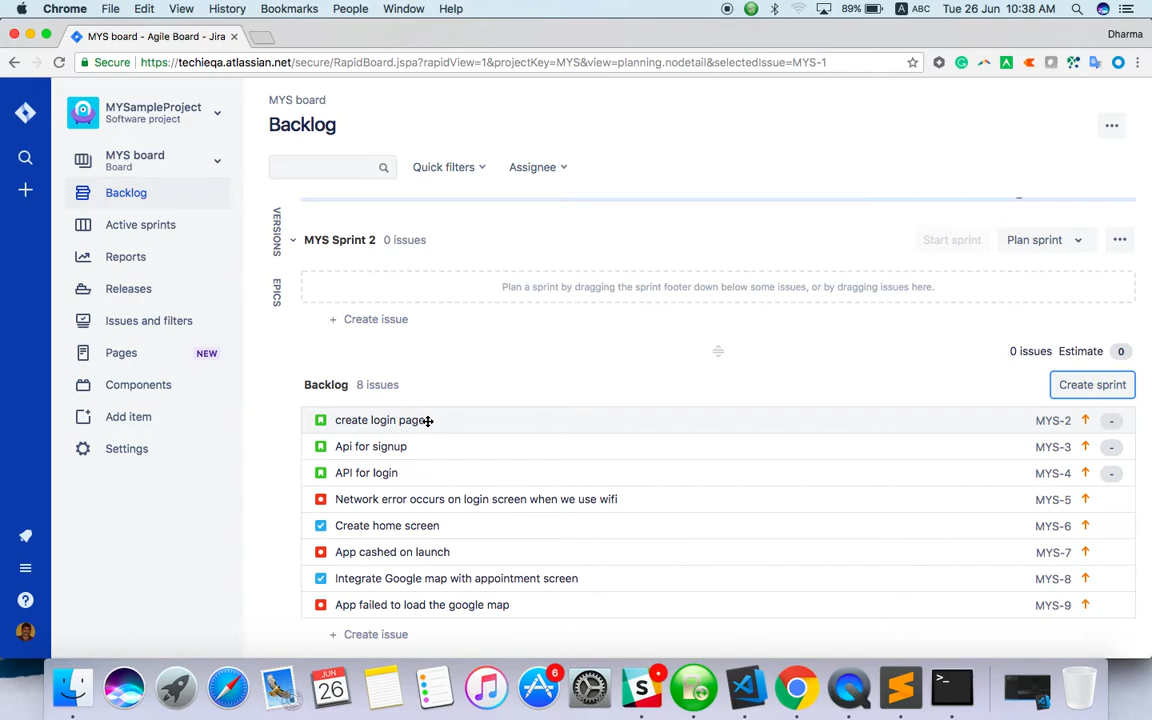 Chrome File Edit View History Bookmarks People Window Help 89% A ABC Tue 26 Jun 10:38 AM
MYS board - Agile Board - Jira
Dharma
Secure https://techieqa.atlassian.net/secure/RapidBoard.jspa?rapidView=1&projectKey=MYS&view=planning.nodetail&selectedIssue=MYS-1
MYSampleProject
Software project
MYS board
Board
Backlog
Active sprints
Reports
Releases
Issues and filters
Pages NEW
Components
Add item
Settings
MYS board
Backlog
Quick filters Assignee
VERSIONS
EPICS
MYS Sprint 2 0 issues Start sprint Plan sprint
Plan a sprint by dragging the sprint footer down below some issues, or by dragging issues here.
+ Create issue
0 issues Estimate 0
Backlog 8 issues Create sprint
create login page MYS-2 -
Api for signup MYS-3 -
API for login MYS-4 -
Network error occurs on login screen when we use wifi MYS-5
Create home screen MYS-6
App cashed on launch MYS-7
Integrate Google map with appointment screen MYS-8
App failed to load the google map MYS-9
+ Create issue
JUN
26
6